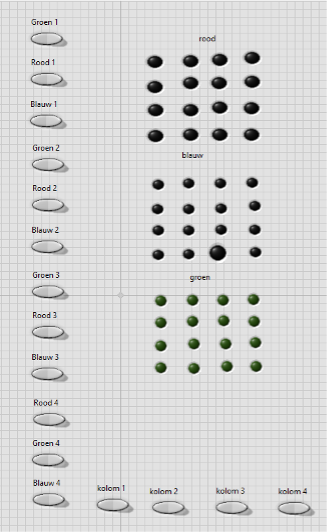 Groen 1
rood
Rood 1
Blauw 1
Groen 2
blauw
Rood 2
Blauw 2
Groen 3
groen
Rood 3
Blauw 3
Rood 4
Groen 4
Blauw 4
kolom 1
kolom 2
kolom 3
kolom 4